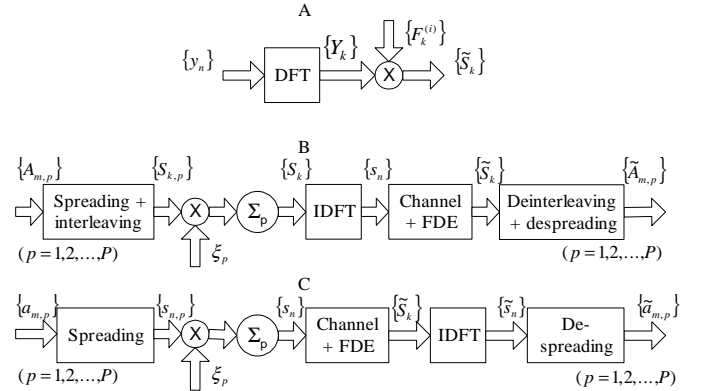 A
{y_n} DFT {Y_k} X {F_k^{(i)}} {S̃_k}
B
{A_{m,p}} {S_{k,p}} {S_k} {s_n} {S̃_k} {Ã_{m,p}}
Spreading + interleaving X Σ_p IDFT Channel + FDE Deinterleaving + despreading
(p = 1,2,...,P) ξ_p (p = 1,2,...,P)
C
{a_{m,p}} {s_{n,p}} {s_n} {S̃_k} {s̃_n} {ã_{m,p}}
Spreading X Σ_p Channel + FDE IDFT De-spreading
(p = 1,2,...,P) ξ_p (p = 1,2,...,P)